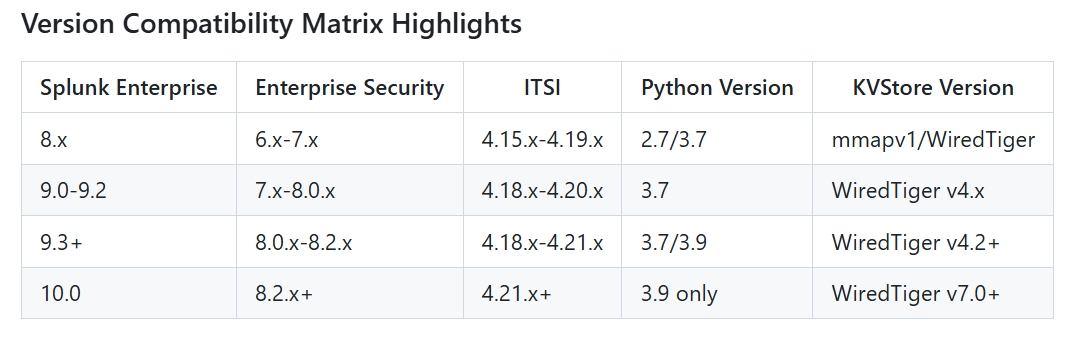 Version Compatibility Matrix Highlights
Splunk Enterprise Enterprise Security ITSI Python Version KVStore Version
8.x 6.x-7.x 4.15.x-4.19.x 2.7/3.7 mmapv1/WiredTiger
9.0-9.2 7.x-8.0.x 4.18.x-4.20.x 3.7 WiredTiger v4.x
9.3+ 8.0.x-8.2.x 4.18.x-4.21.x 3.7/3.9 WiredTiger v4.2+
10.0 8.2.x+ 4.21.x+ 3.9 only WiredTiger v7.0+